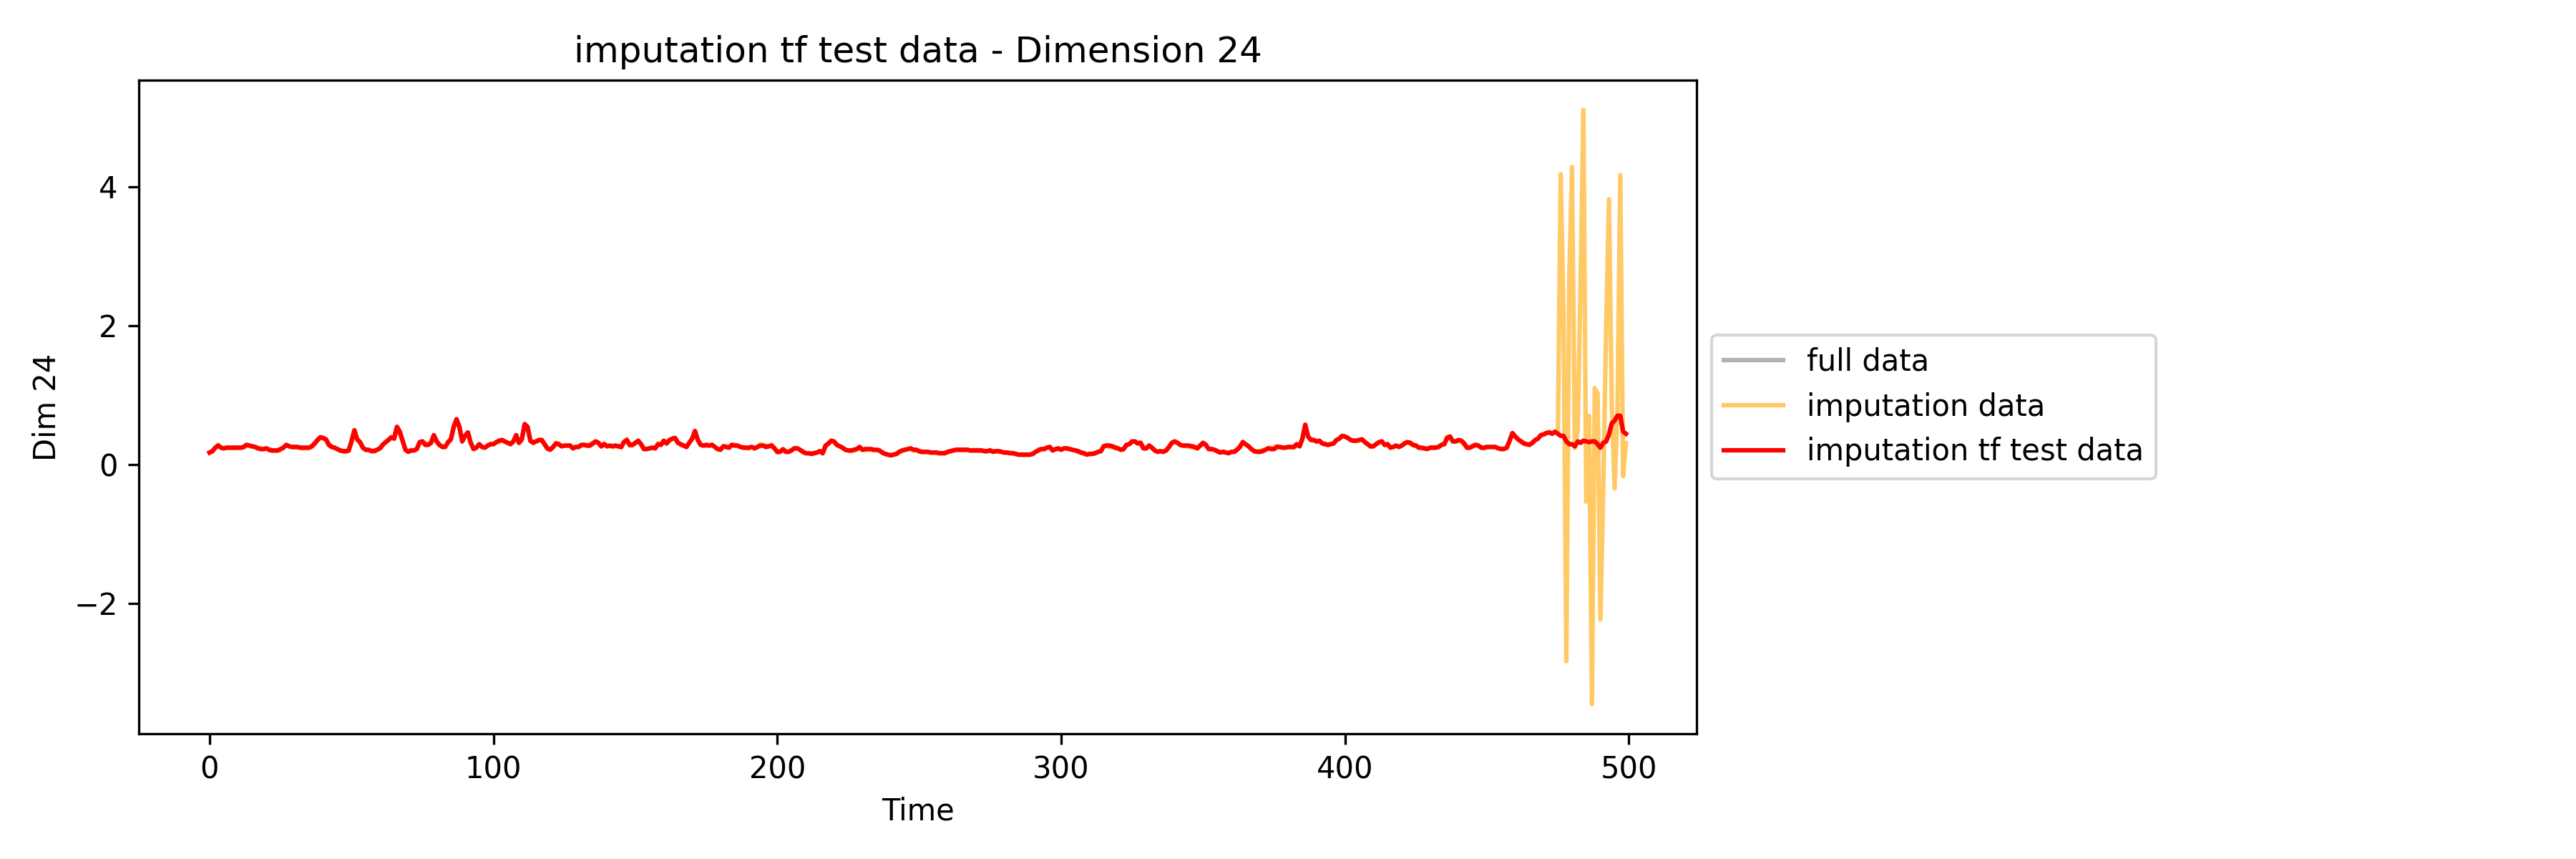 imputation tf test data - Dimension 24
Dim 24
4
2
0
−2
0
100
200
300
400
500
Time
full data
imputation data
imputation tf test data